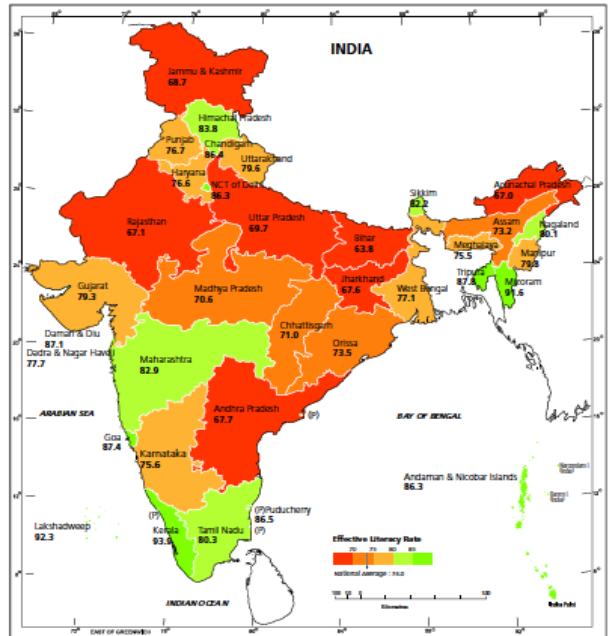 INDIA
Jammu & Kashmir
68.7
Himachal Pradesh
83.8
Punjab
76.7
Chandigarh
86.4
Uttarakhand
79.6
Haryana
76.6
NCT of Delhi
86.3
Rajasthan
67.1
Uttar Pradesh
69.7
Bihar
63.8
Sikkim
82.2
Arunachal Pradesh
67.0
Assam
73.2
Nagaland
80.1
Meghalaya
75.5
Manipur
79.8
Tripura
87.8
Mizoram
91.6
Gujarat
79.3
Madhya Pradesh
70.6
Jharkhand
67.6
West Bengal
77.1
Daman & Diu
87.1
Dadra & Nagar Haveli
77.7
Chhattisgarh
71.0
Orissa
73.5
Maharashtra
82.9
ARABIAN SEA
Andhra Pradesh
67.7
(P)
BAY OF BENGAL
Goa
87.4
Karnataka
75.6
Andaman & Nicobar Islands
86.3
Lakshadweep
92.3
(P)
Kerala
93.9
Tamil Nadu
80.3
(P)Puducherry
86.5
(P)
Effective Literacy Rate
70 75 80 85
National Average : 74.0
Kilometres
INDIAN OCEAN
EAST OF GREENWICH